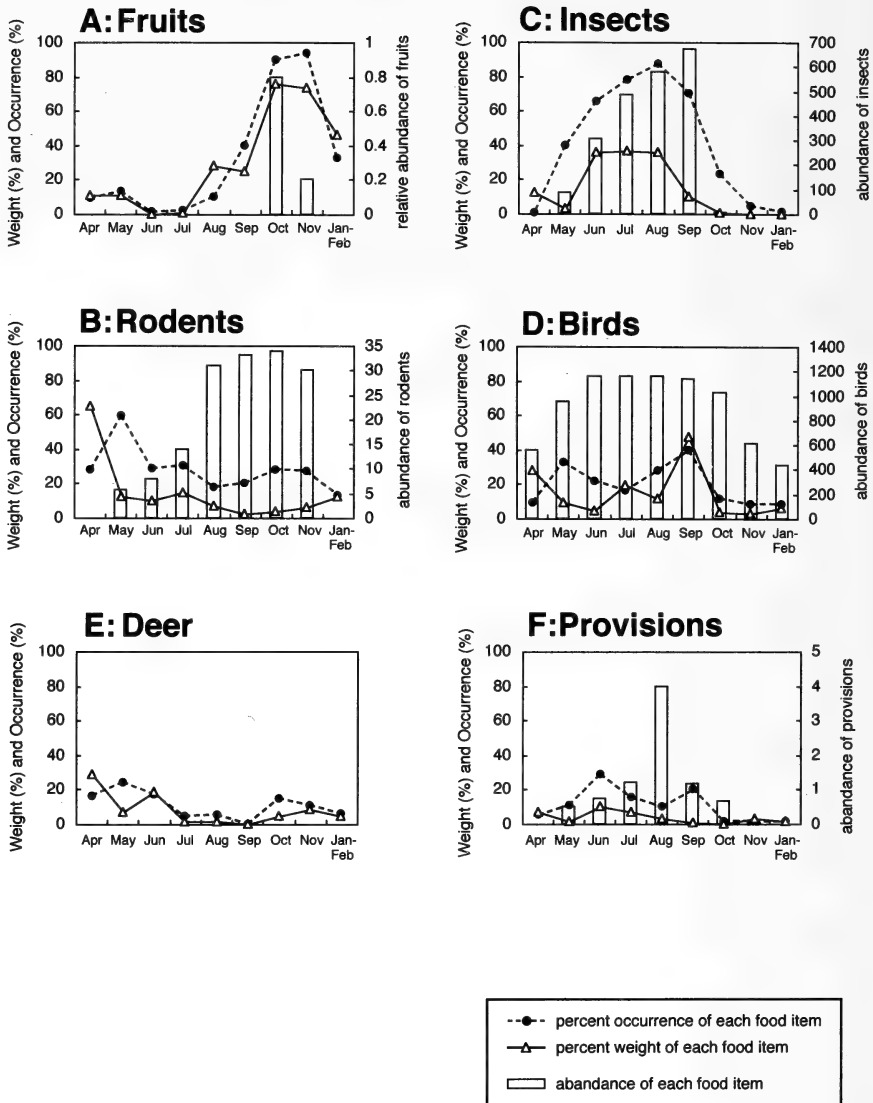 A: Fruits
Weight (%) and Occurrence (%)
100
80
60
40
20
0
1
0.8
0.6
0.4
0.2
0
relative abundance of fruits
Apr May Jun Jul Aug Sep Oct Nov Jan-
Feb
C: Insects
Weight (%) and Occurrence (%)
100
80
60
40
20
0
700
600
500
400
300
200
100
0
abundance of insects
Apr May Jun Jul Aug Sep Oct Nov Jan-
Feb
B: Rodents
Weight (%) and Occurrence (%)
100
80
60
40
20
0
35
30
25
20
15
10
5
0
abundance of rodents
Apr May Jun Jul Aug Sep Oct Nov Jan-
Feb
D: Birds
Weight (%) and Occurrence (%)
100
80
60
40
20
0
1400
1200
1000
800
600
400
200
0
abundance of birds
Apr May Jun Jul Aug Sep Oct Nov Jan-
Feb
E: Deer
Weight (%) and Occurrence (%)
100
80
60
40
20
0
Apr May Jun Jul Aug Sep Oct Nov Jan-
Feb
F:Provisions
Weight (%) and Occurrence (%)
100
80
60
40
20
0
5
4
3
2
1
0
abandance of provisions
Apr May Jun Jul Aug Sep Oct Nov Jan-
Feb
percent occurrence of each food item
percent weight of each food item
abandance of each food item